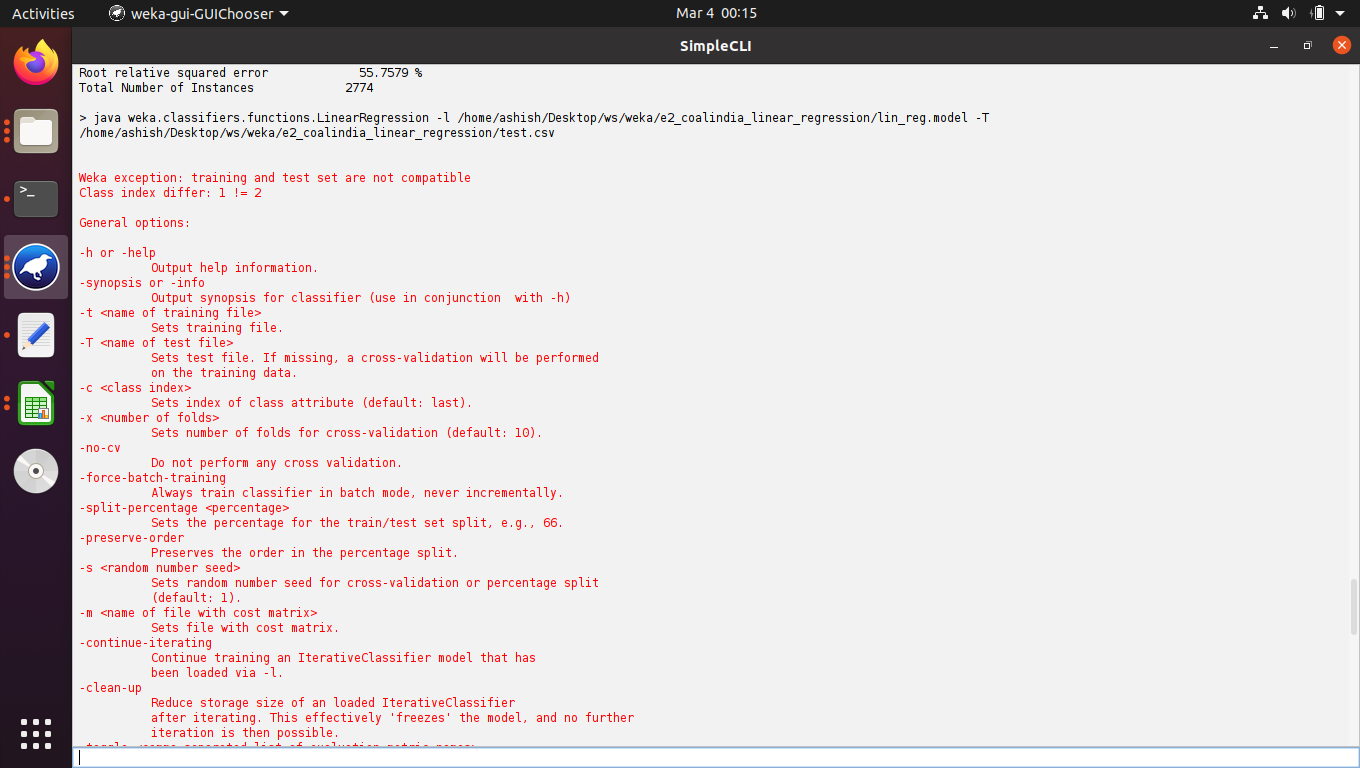 Activities
weka-gui-GUIChooser
Mar 4 00:15
SimpleCLI
Root relative squared error 55.7579 %
Total Number of Instances 2774
> java weka.classifiers.functions.LinearRegression -l /home/ashish/Desktop/ws/weka/e2_coalindia_linear_regression/lin_reg.model -T
/home/ashish/Desktop/ws/weka/e2_coalindia_linear_regression/test.csv
Weka exception: training and test set are not compatible
Class index differ: 1 != 2
General options:
-h or -help
Output help information.
-synopsis or -info
Output synopsis for classifier (use in conjunction  with -h)
-t <name of training file>
Sets training file.
-T <name of test file>
Sets test file. If missing, a cross-validation will be performed
on the training data.
-c <class index>
Sets index of class attribute (default: last).
-x <number of folds>
Sets number of folds for cross-validation (default: 10).
-no-cv
Do not perform any cross validation.
-force-batch-training
Always train classifier in batch mode, never incrementally.
-split-percentage <percentage>
Sets the percentage for the train/test set split, e.g., 66.
-preserve-order
Preserves the order in the percentage split.
-s <random number seed>
Sets random number seed for cross-validation or percentage split
(default: 1).
-m <name of file with cost matrix>
Sets file with cost matrix.
-continue-iterating
Continue training an IterativeClassifier model that has
been loaded via -l.
-clean-up
Reduce storage size of an loaded IterativeClassifier
after iterating. This effectively 'freezes' the model, and no further
iteration is then possible.
-toggle <comma separated list of evaluation metric names>